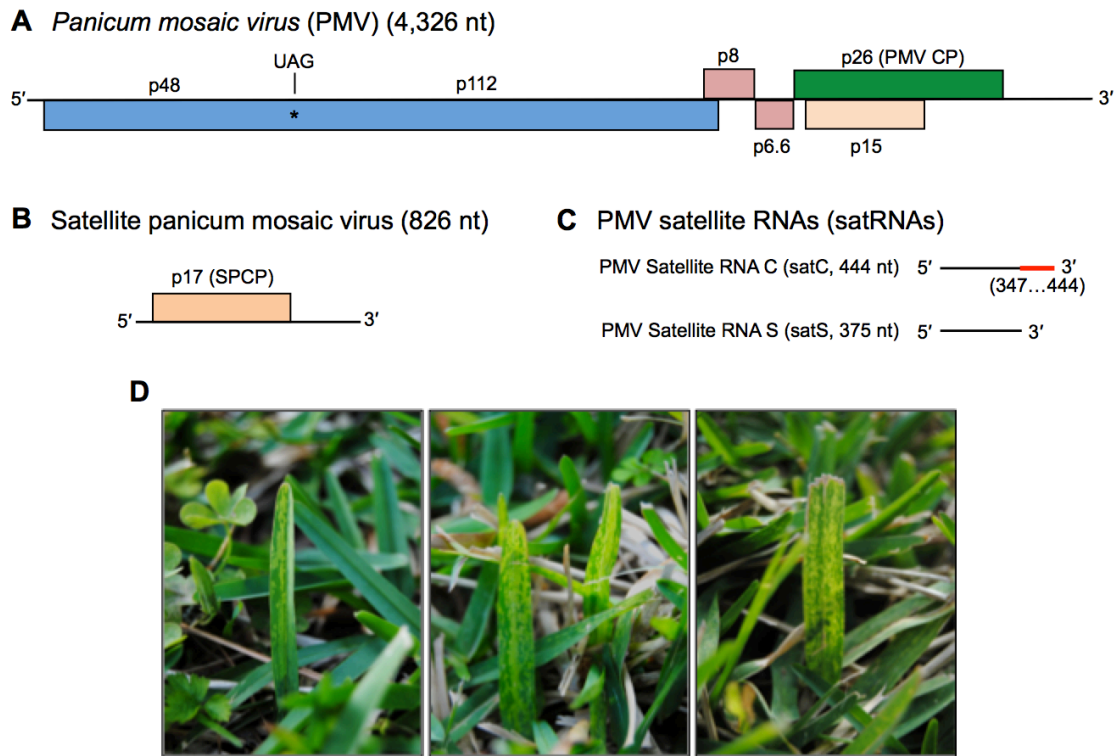 A Panicum mosaic virus (PMV) (4,326 nt)
UAG
p48
p112
p8
p26 (PMV CP)
5′
3′
*
p6.6
p15
B Satellite panicum mosaic virus (826 nt)
p17 (SPCP)
5′
3′
C PMV satellite RNAs (satRNAs)
PMV Satellite RNA C (satC, 444 nt) 5′ 3′
(347...444)
PMV Satellite RNA S (satS, 375 nt) 5′ 3′
D